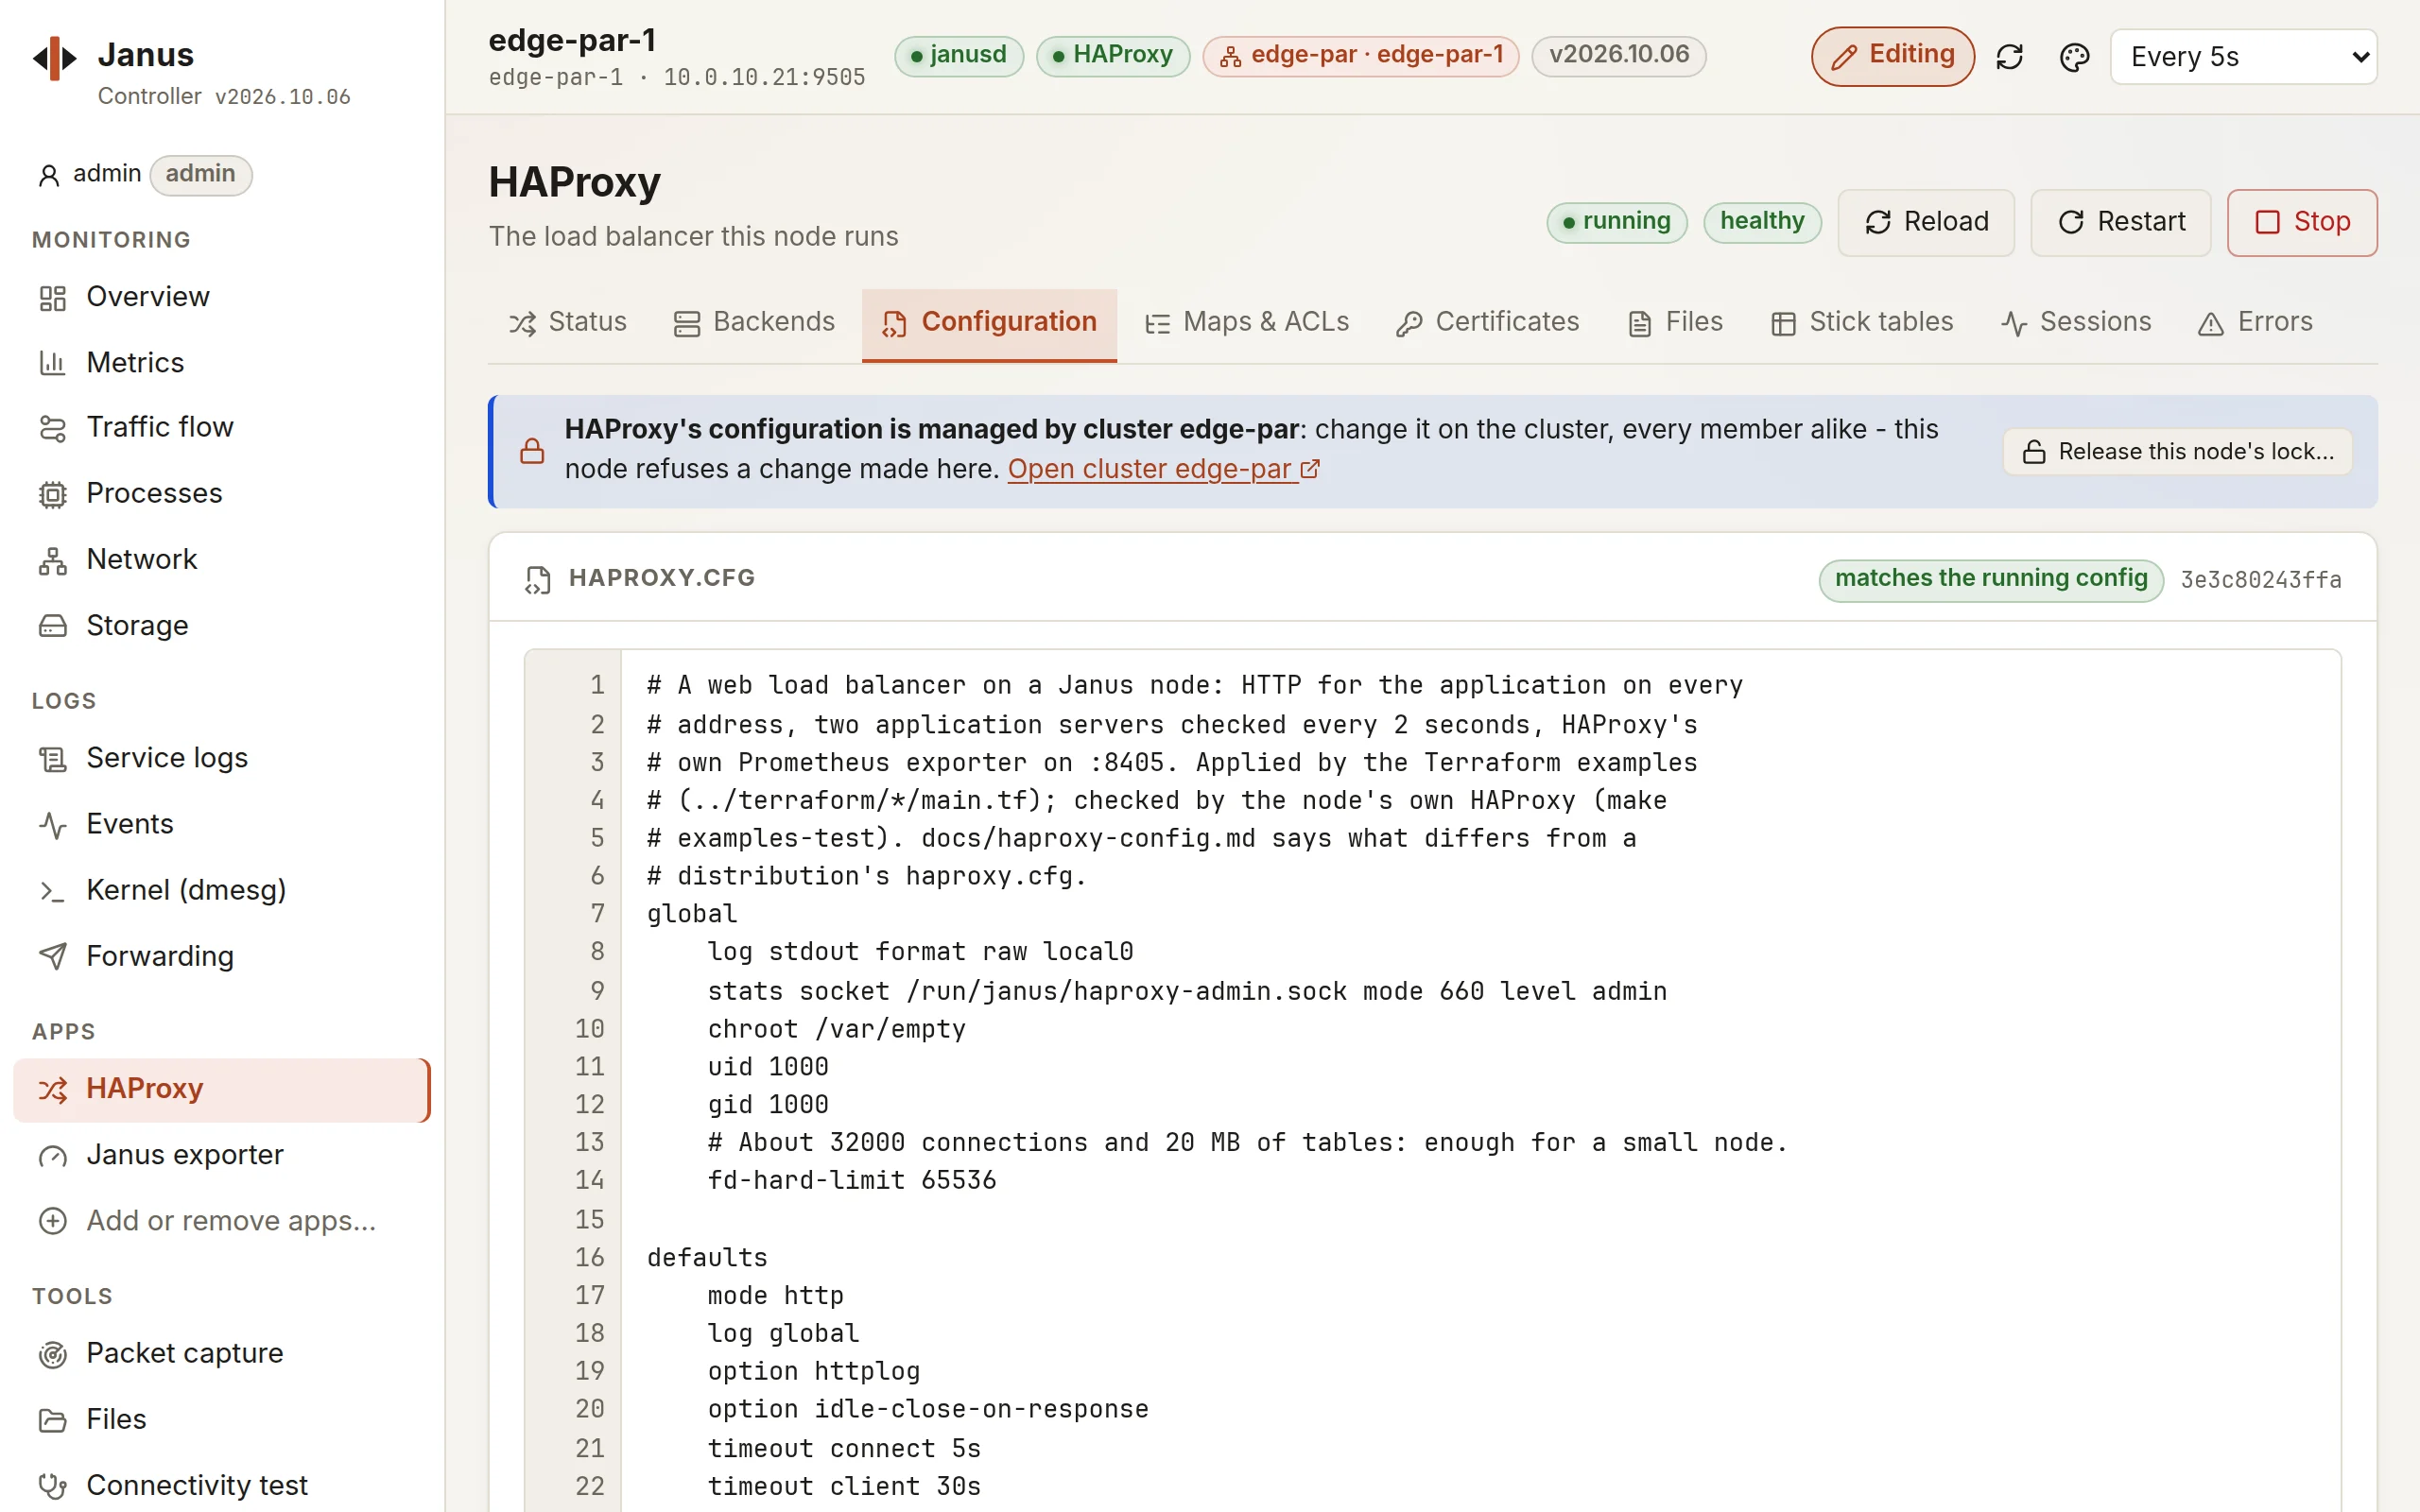 Janus
Controller v2026.10.06
admin admin
MONITORING
Overview
Metrics
Traffic flow
Processes
Network
Storage
LOGS
Service logs
Events
Kernel (dmesg)
Forwarding
APPS
HAProxy
Janus exporter
Add or remove apps...
TOOLS
Packet capture
Files
Connectivity test
edge-par-1
edge-par-1 · 10.0.10.21:9505
janusd
HAProxy
edge-par · edge-par-1
v2026.10.06
Editing
Every 5s
HAProxy
The load balancer this node runs
running
healthy
Reload
Restart
Stop
Status
Backends
Configuration
Maps & ACLs
Certificates
Files
Stick tables
Sessions
Errors
HAProxy's configuration is managed by cluster edge-par: change it on the cluster, every member alike - this
node refuses a change made here. Open cluster edge-par
Release this node's lock...
HAPROXY.CFG
matches the running config
3e3c80243ffa
1 # A web load balancer on a Janus node: HTTP for the application on every
2 # address, two application servers checked every 2 seconds, HAProxy's
3 # own Prometheus exporter on :8405. Applied by the Terraform examples
4 # (../terraform/*/main.tf); checked by the node's own HAProxy (make
5 # examples-test). docs/haproxy-config.md says what differs from a
6 # distribution's haproxy.cfg.
7 global
8     log stdout format raw local0
9     stats socket /run/janus/haproxy-admin.sock mode 660 level admin
10     chroot /var/empty
11     uid 1000
12     gid 1000
13     # About 32000 connections and 20 MB of tables: enough for a small node.
14     fd-hard-limit 65536
15
16 defaults
17     mode http
18     log global
19     option httplog
20     option idle-close-on-response
21     timeout connect 5s
22     timeout client 30s